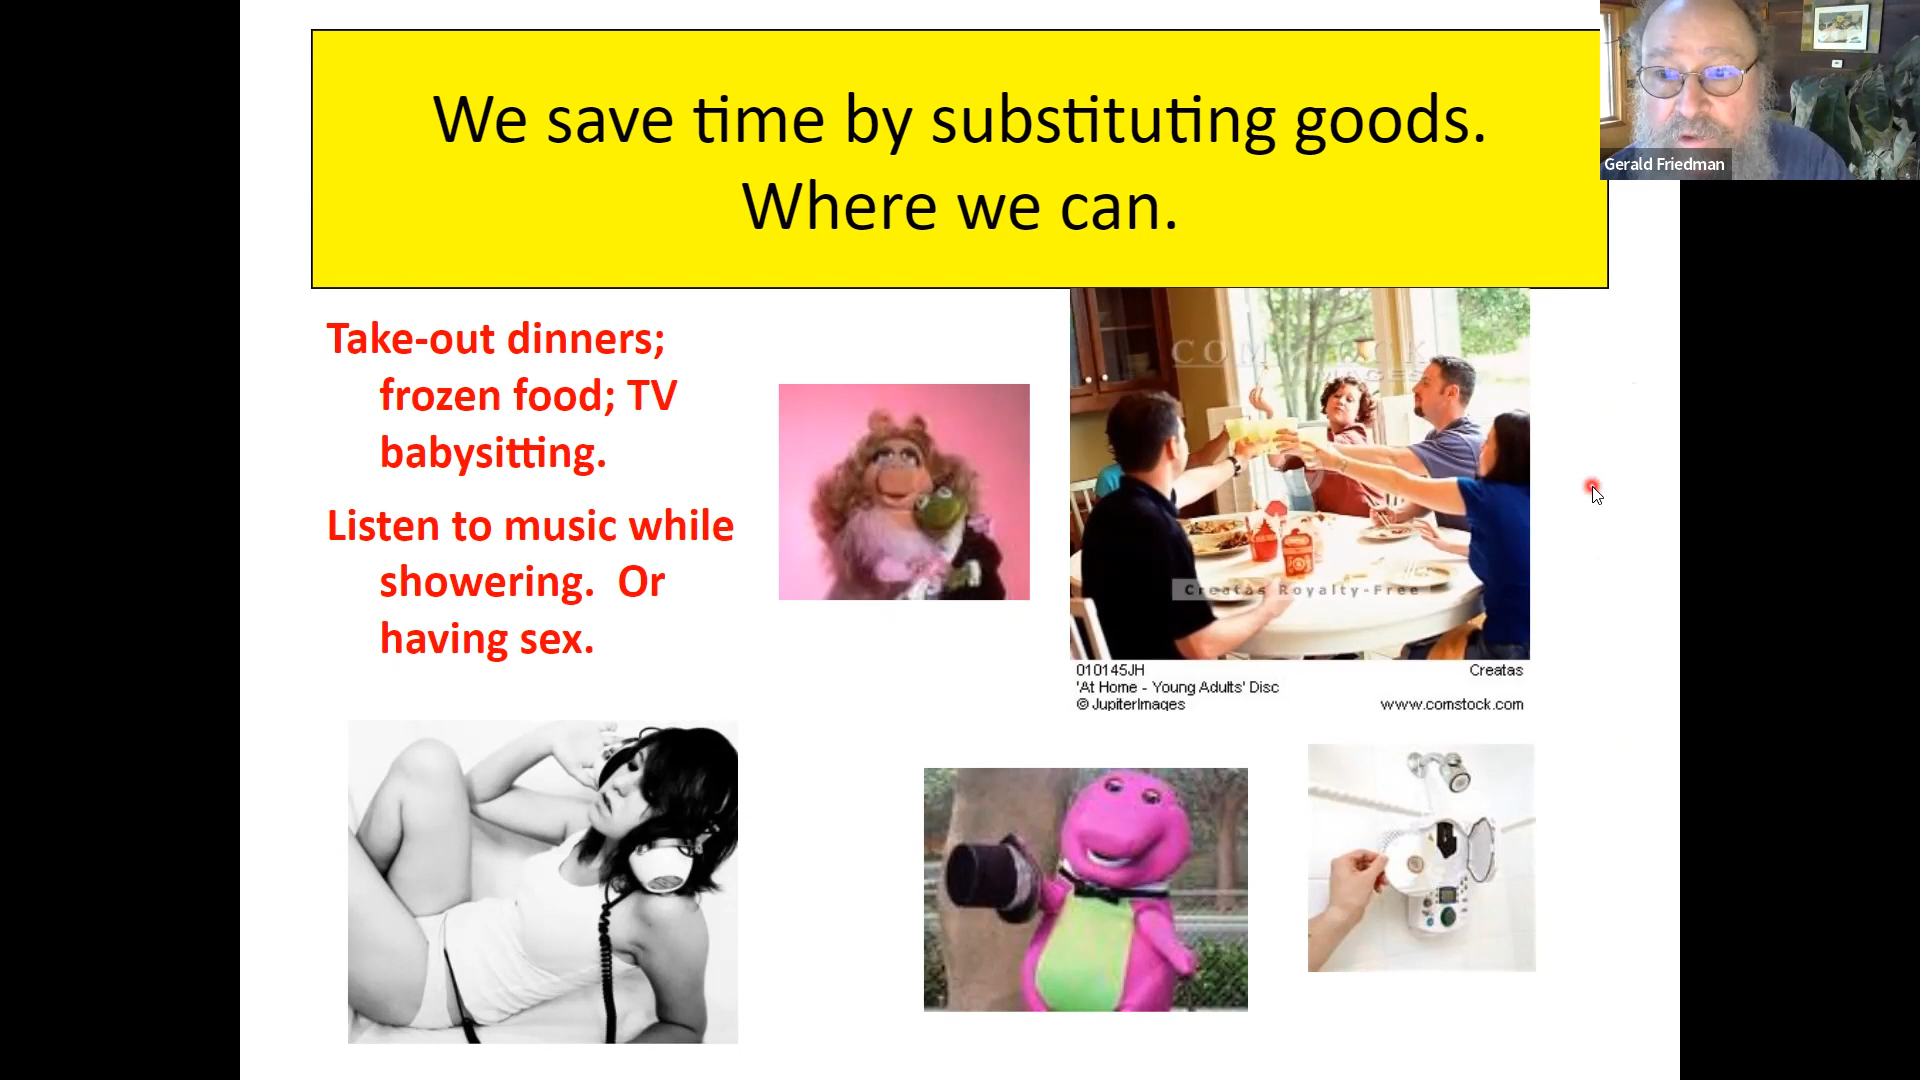 We save time by substituting goods.
Where we can.
Gerald Friedman
Take-out dinners;
frozen food; TV
babysitting.
Listen to music while
showering.  Or
having sex.
COMSTOCK
IMAGES
Creatas Royalty-Free
010145JH
Creatas
'At Home - Young Adults' Disc
© JupiterImages
www.comstock.com